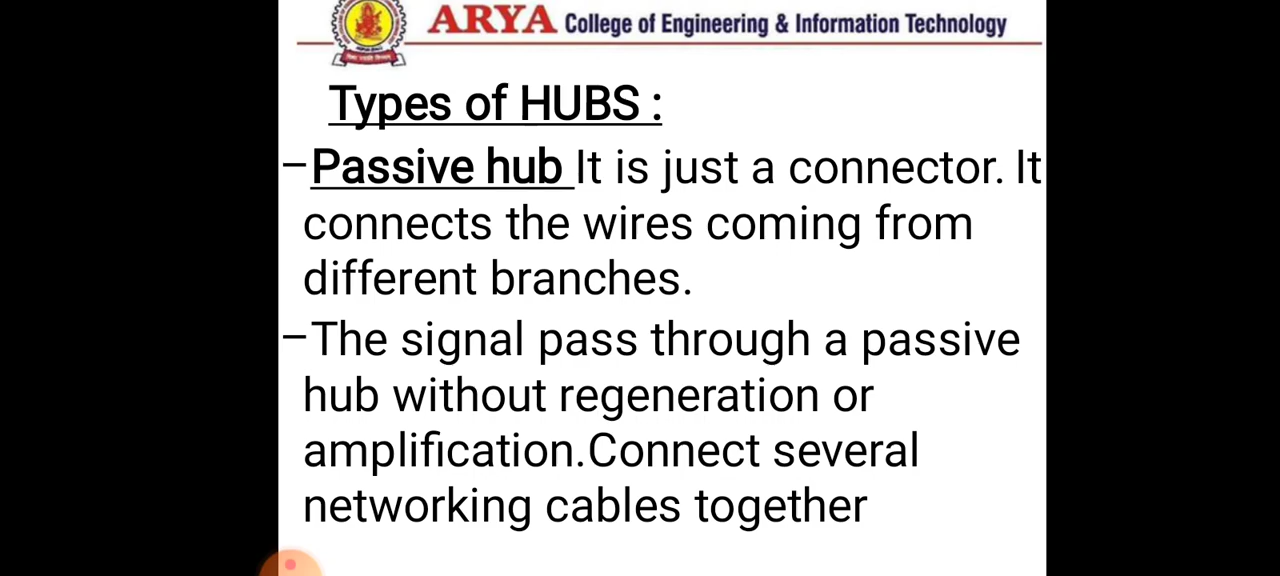 ARYA College of Engineering & Information Technology
Types of HUBS :
–Passive hub It is just a connector. It
connects the wires coming from
different branches.
–The signal pass through a passive
hub without regeneration or
amplification.Connect several
networking cables together